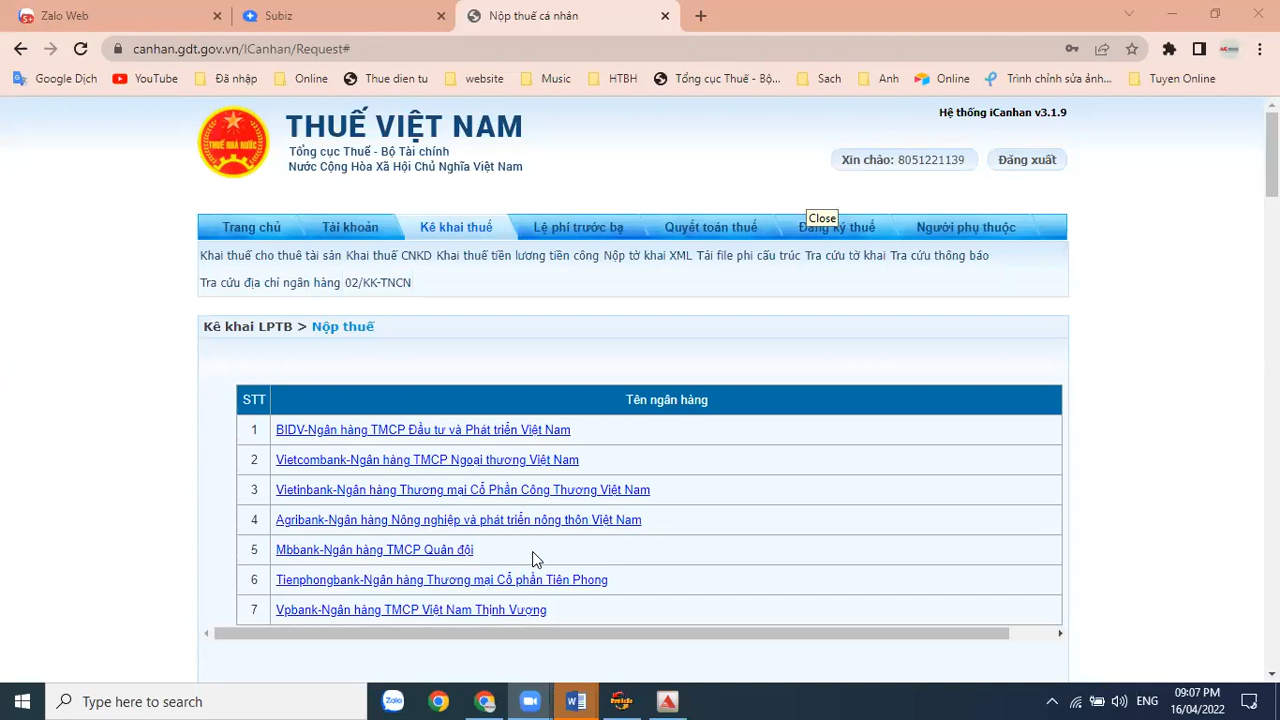 Zalo Web
Subiz
Nộp thuế cá nhân
canhan.gdt.gov.vn/ICanhan/Request#
Google Dịch
YouTube
Đã nhập
Online
Thue dien tu
website
Music
HTBH
Tổng cục Thuế - Bộ...
Sach
Anh
Online
Trình chỉnh sửa ảnh...
Tuyen Online
THUẾ NHÀ NƯỚC
THUẾ VIỆT NAM
Tổng cục Thuế - Bộ Tài chính
Nước Cộng Hòa Xã Hội Chủ Nghĩa Việt Nam
Hệ thống iCanhan v3.1.9
Xin chào: 8051221139
Đăng xuất
Close
Trang chủ
Tài khoản
Kê khai thuế
Lệ phí trước bạ
Quyết toán thuế
Đăng ký thuế
Người phụ thuộc
Khai thuế cho thuê tài sản Khai thuế CNKD Khai thuế tiền lương tiền công Nộp tờ khai XML Tải file phi cấu trúc Tra cứu tờ khai Tra cứu thông báo
Tra cứu địa chỉ ngân hàng 02/KK-TNCN
Kê khai LPTB > Nộp thuế
STT Tên ngân hàng
1 BIDV-Ngân hàng TMCP Đầu tư và Phát triển Việt Nam
2 Vietcombank-Ngân hàng TMCP Ngoại thương Việt Nam
3 Vietinbank-Ngân hàng Thương mại Cổ Phần Công Thương Việt Nam
4 Agribank-Ngân hàng Nông nghiệp và phát triển nông thôn Việt Nam
5 Mbbank-Ngân hàng TMCP Quân đội
6 Tienphongbank-Ngân hàng Thương mại Cổ phần Tiên Phong
7 Vpbank-Ngân hàng TMCP Việt Nam Thịnh Vượng
Type here to search
Zalo
ENG
09:07 PM
16/04/2022